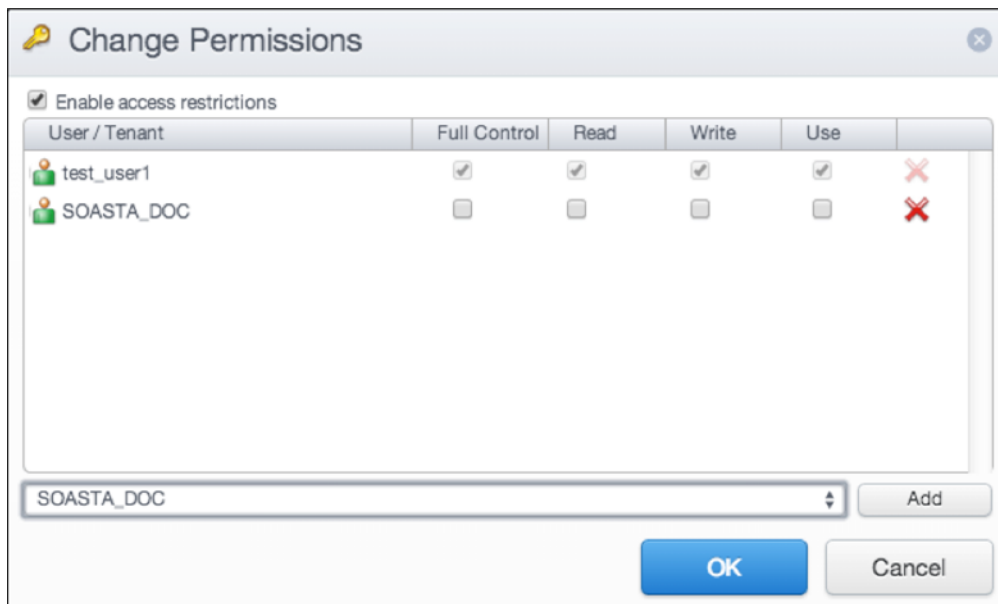 Change Permissions
Enable access restrictions
User / Tenant Full Control Read Write Use
test_user1
SOASTA_DOC
SOASTA_DOC Add
OK Cancel